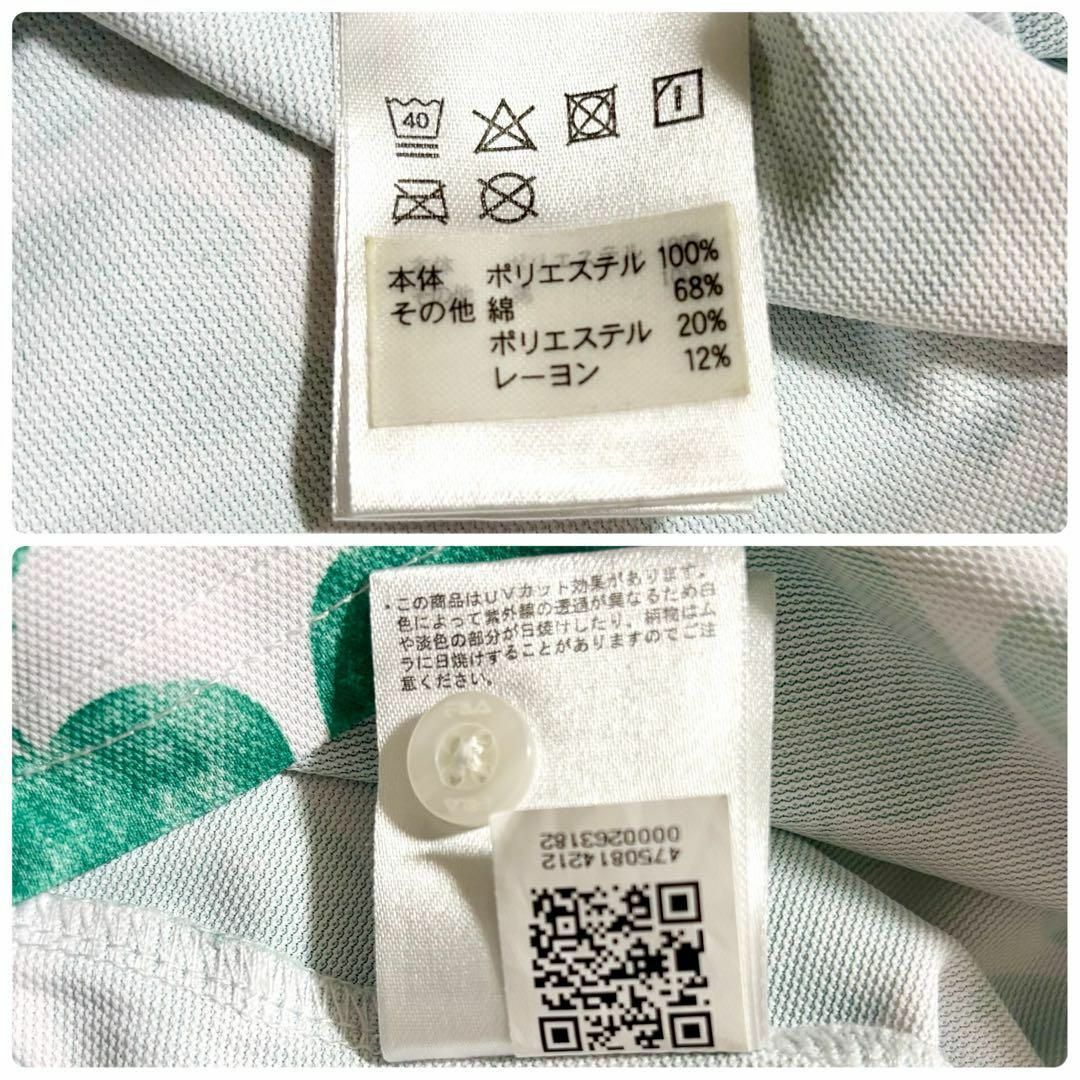 40
本体 ポリエステル 100%
その他 綿 68%
ポリエステル 20%
レーヨン 12%
・この商品はUVカット効果があります。
色によって紫外線の透過が異なるため白
や淡色の部分が日焼けしたり、柄物はム
ラに日焼けすることがありますのでご注
意ください。
FILA
FILA
4750814212
0000263182